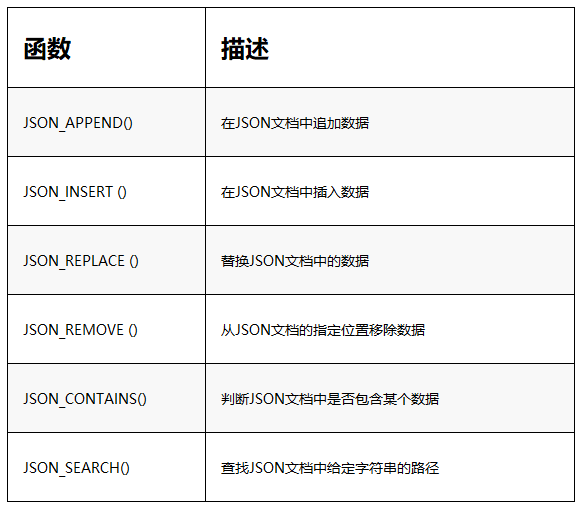 函数 描述
JSON_APPEND() 在JSON文档中追加数据
JSON_INSERT () 在JSON文档中插入数据
JSON_REPLACE () 替换JSON文档中的数据
JSON_REMOVE () 从JSON文档的指定位置移除数据
JSON_CONTAINS() 判断JSON文档中是否包含某个数据
JSON_SEARCH() 查找JSON文档中给定字符串的路径